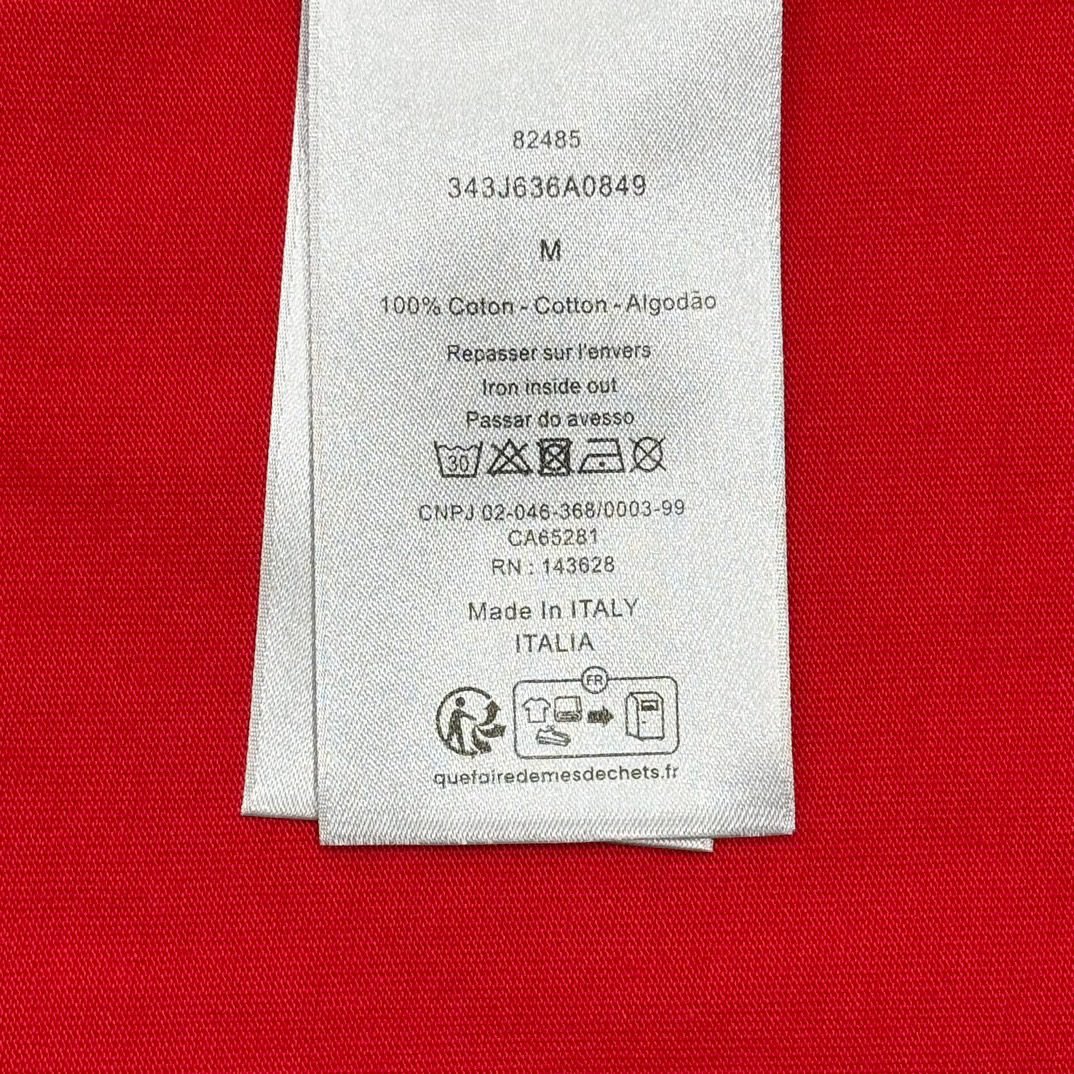 82485
343J636A0849
M
100% Coton - Cotton - Algodão
Repasser sur l'envers
Iron inside out
Passar do avesso
30
CNPJ 02-046-368/0003-99
CA65281
RN : 143628
Made In ITALY
ITALIA
FR
quefairedemesdechets.fr